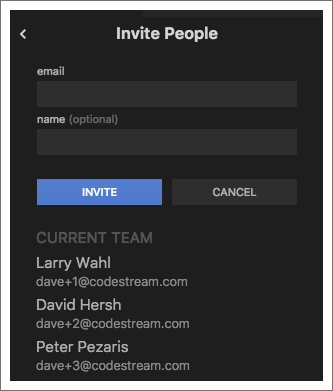 Invite People
email
name (optional)
INVITE CANCEL
CURRENT TEAM
Larry Wahl
dave+1@codestream.com
David Hersh
dave+2@codestream.com
Peter Pezaris
dave+3@codestream.com